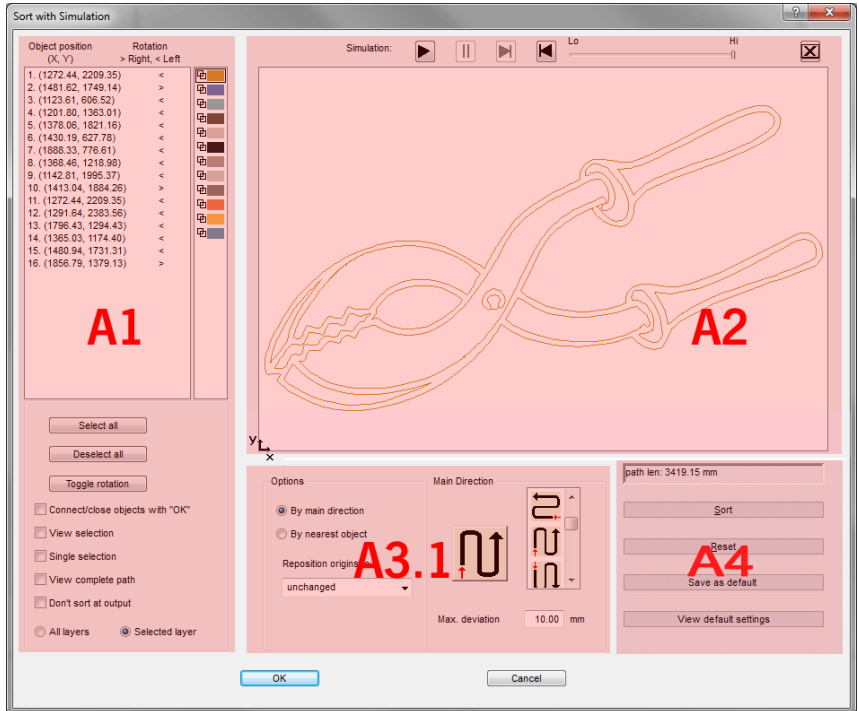 Sort with Simulation
?
X
Object position Rotation
(X, Y) > Right, < Left
1. (1272.44, 2209.35) <
2. (1481.62, 1749.14) >
3. (1123.61, 606.52) <
4. (1201.80, 1363.01) <
5. (1378.06, 1821.16) <
6. (1430.19, 627.78) <
7. (1888.33, 776.61) <
8. (1368.46, 1218.98) <
9. (1142.81, 1995.37) <
10. (1413.04, 1884.26) >
11. (1272.44, 2209.35) <
12. (1291.64, 2383.56) <
13. (1796.43, 1294.43) <
14. (1365.03, 1174.40) <
15. (1480.94, 1731.31) <
16. (1856.79, 1379.13) >
A1
Select all
Deselect all
Toggle rotation
Connect/close objects with "OK"
View selection
Single selection
View complete path
Don't sort at output
All layers Selected layer
Simulation:
Lo Hi
A2
y
x
Options
By main direction
By nearest object
Reposition origins
unchanged
A3.1
Main Direction
Max. deviation 10.00 mm
path len: 3419.15 mm
Sort
Reset
A4
Save as default
View default settings
OK Cancel